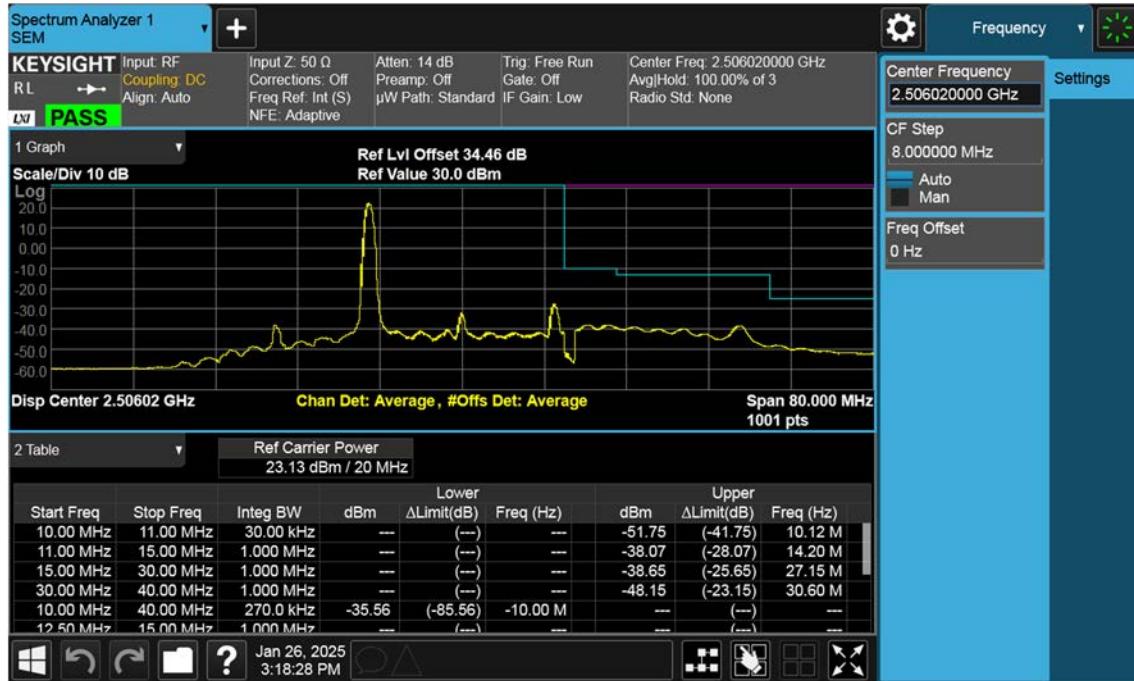 Spectrum Analyzer 1
SEM
+
Frequency
KEYSIGHT
R L
LXI
PASS
Input: RF
Coupling: DC
Align: Auto
Input Z: 50 Ω
Corrections: Off
Freq Ref: Int (S)
NFE: Adaptive
Atten: 14 dB
Preamp: Off
µW Path: Standard
Trig: Free Run
Gate: Off
IF Gain: Low
Center Freq: 2.506020000 GHz
Avg|Hold: 100.00% of 3
Radio Std: None
Center Frequency
2.506020000 GHz
Settings
CF Step
8.000000 MHz
Auto
Man
Freq Offset
0 Hz
1 Graph
Scale/Div 10 dB
Ref Lvl Offset 34.46 dB
Ref Value 30.0 dBm
Log
20.0
10.0
0.00
-10.0
-20.0
-30.0
-40.0
-50.0
-60.0
Disp Center 2.50602 GHz
Chan Det: Average, #Offs Det: Average
Span 80.000 MHz
1001 pts
2 Table
Ref Carrier Power
23.13 dBm / 20 MHz
Lower Upper
Start Freq Stop Freq Integ BW dBm ΔLimit(dB) Freq (Hz) dBm ΔLimit(dB) Freq (Hz)
10.00 MHz 11.00 MHz 30.00 kHz --- (---) --- -51.75 (-41.75) 10.12 M
11.00 MHz 15.00 MHz 1.000 MHz --- (---) --- -38.07 (-28.07) 14.20 M
15.00 MHz 30.00 MHz 1.000 MHz --- (---) --- -38.65 (-25.65) 27.15 M
30.00 MHz 40.00 MHz 1.000 MHz --- (---) --- -48.15 (-23.15) 30.60 M
10.00 MHz 40.00 MHz 270.0 kHz -35.56 (-85.56) -10.00 M --- (---) ---
12.50 MHz 15.00 MHz 1.000 MHz --- (---) --- --- (---) ---
?
Jan 26, 2025
3:18:28 PM